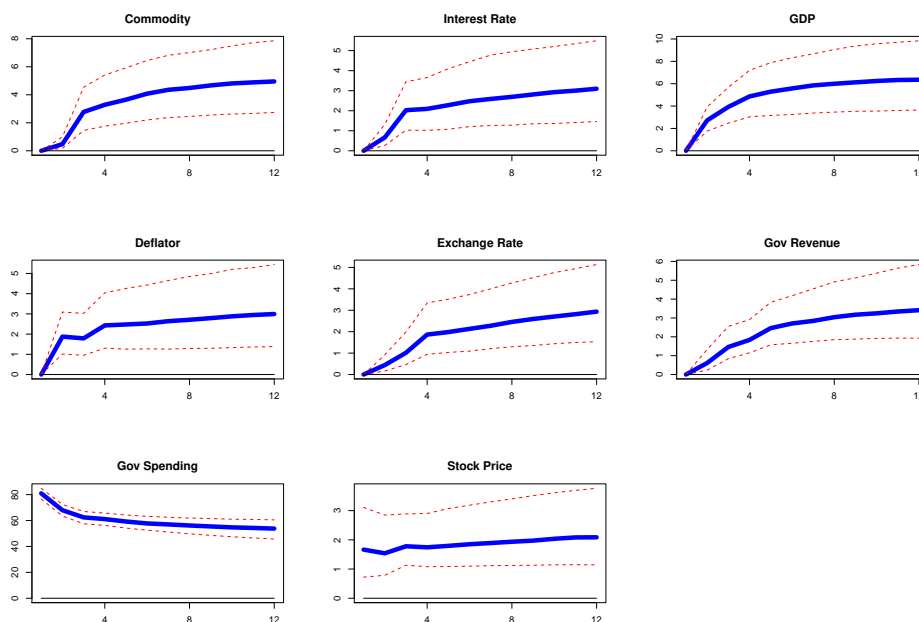 Commodity
Interest Rate
GDP
0 2 4 6 8
4 8 12
0 1 2 3 4 5
4 8 12
0 2 4 6 8 10
4 8 12
Deflator
Exchange Rate
Gov Revenue
0 1 2 3 4 5
4 8 12
0 1 2 3 4 5
4 8 12
0 1 2 3 4 5 6
4 8 12
Gov Spending
Stock Price
0 20 40 60 80
4 8 12
0 1 2 3
4 8 12